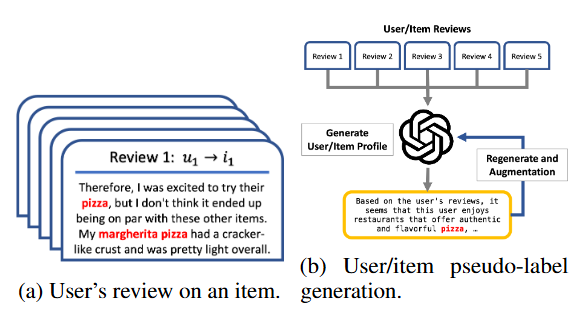 Review 1: u₁ → i₁
Therefore, I was excited to try their
pizza, but I don't think it ended up
being on par with these other items.
My margherita pizza had a cracker-
like crust and was pretty light overall.
(a) User's review on an item.
User/Item Reviews
Review 1
Review 2
Review 3
Review 4
Review 5
Generate
User/Item Profile
Regenerate and
Augmentation
Based on the user's reviews, it
seems that this user enjoys
restaurants that offer authentic
and flavorful pizza, …
(b) User/item pseudo-label
generation.